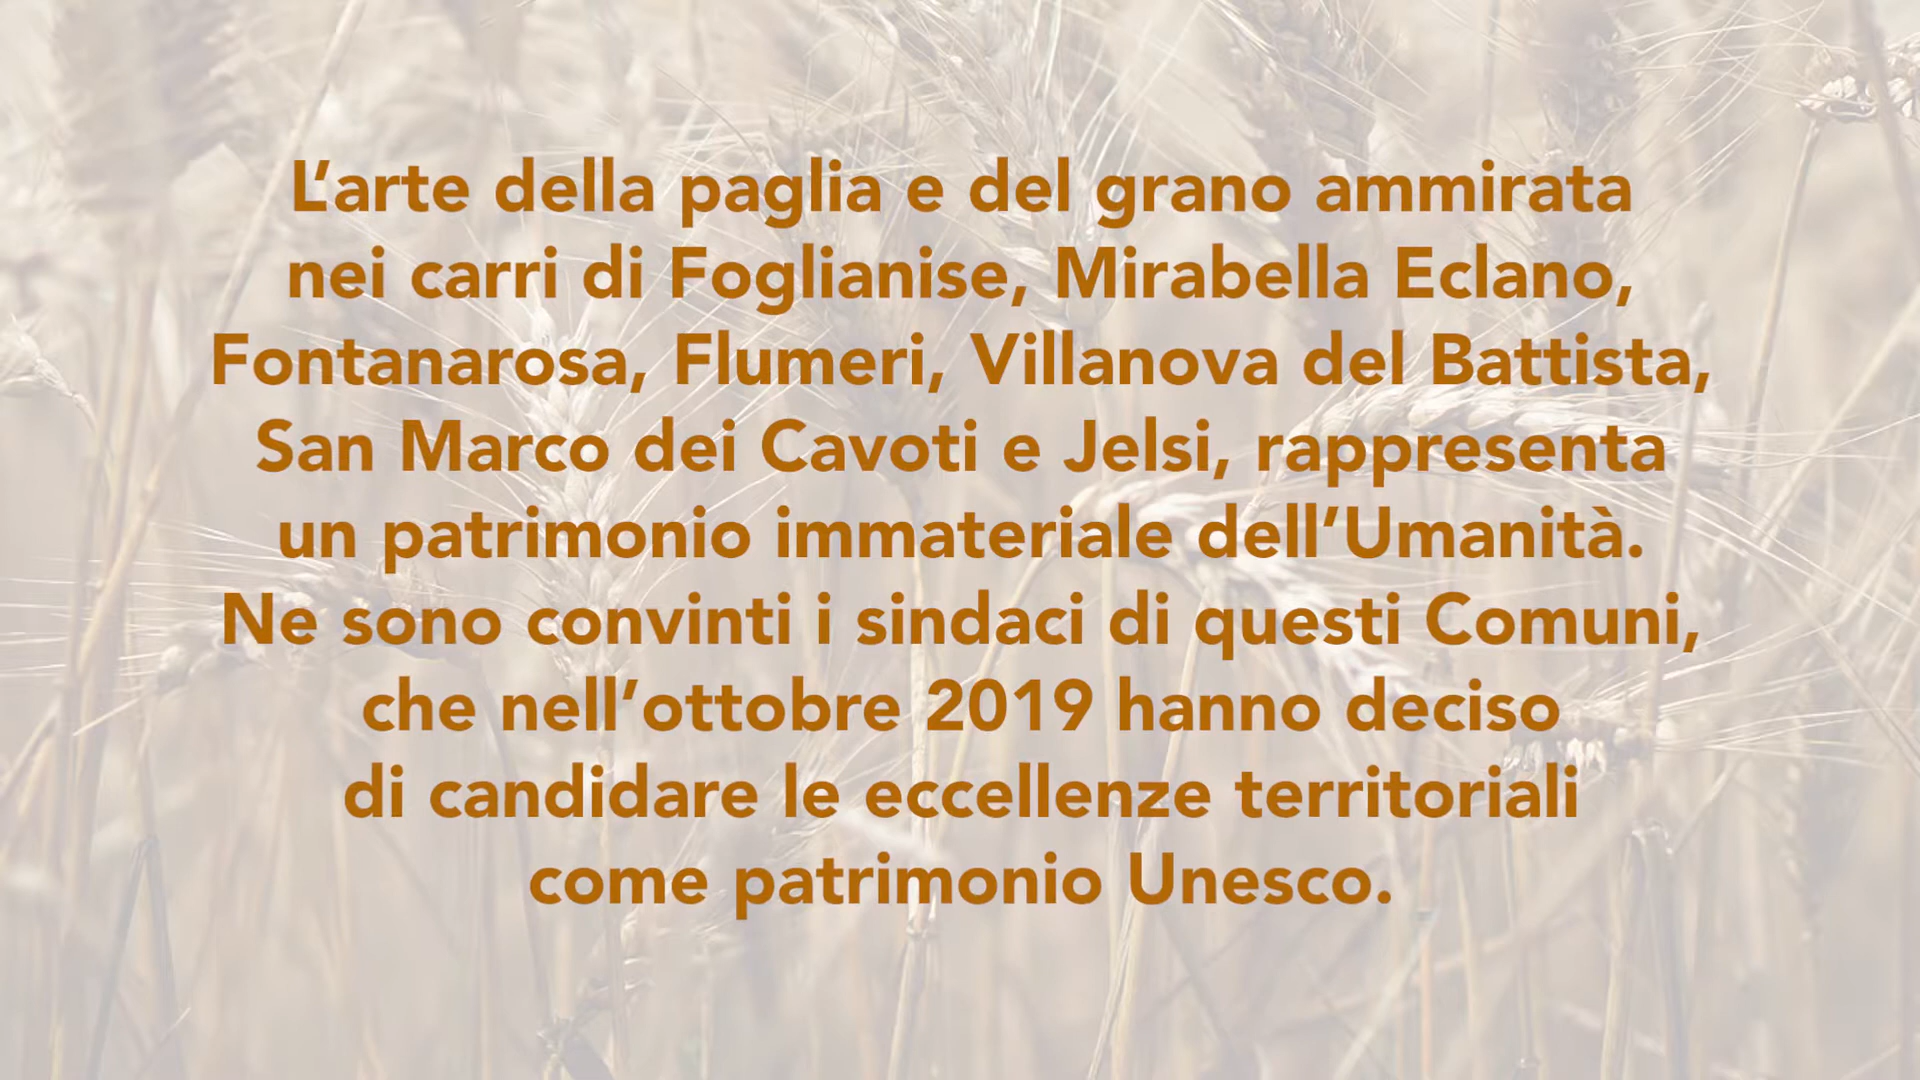 L’arte della paglia e del grano ammirata
nei carri di Foglianise, Mirabella Eclano,
Fontanarosa, Flumeri, Villanova del Battista,
San Marco dei Cavoti e Jelsi, rappresenta
un patrimonio immateriale dell’Umanità.
Ne sono convinti i sindaci di questi Comuni,
che nell’ottobre 2019 hanno deciso
di candidare le eccellenze territoriali
come patrimonio Unesco.